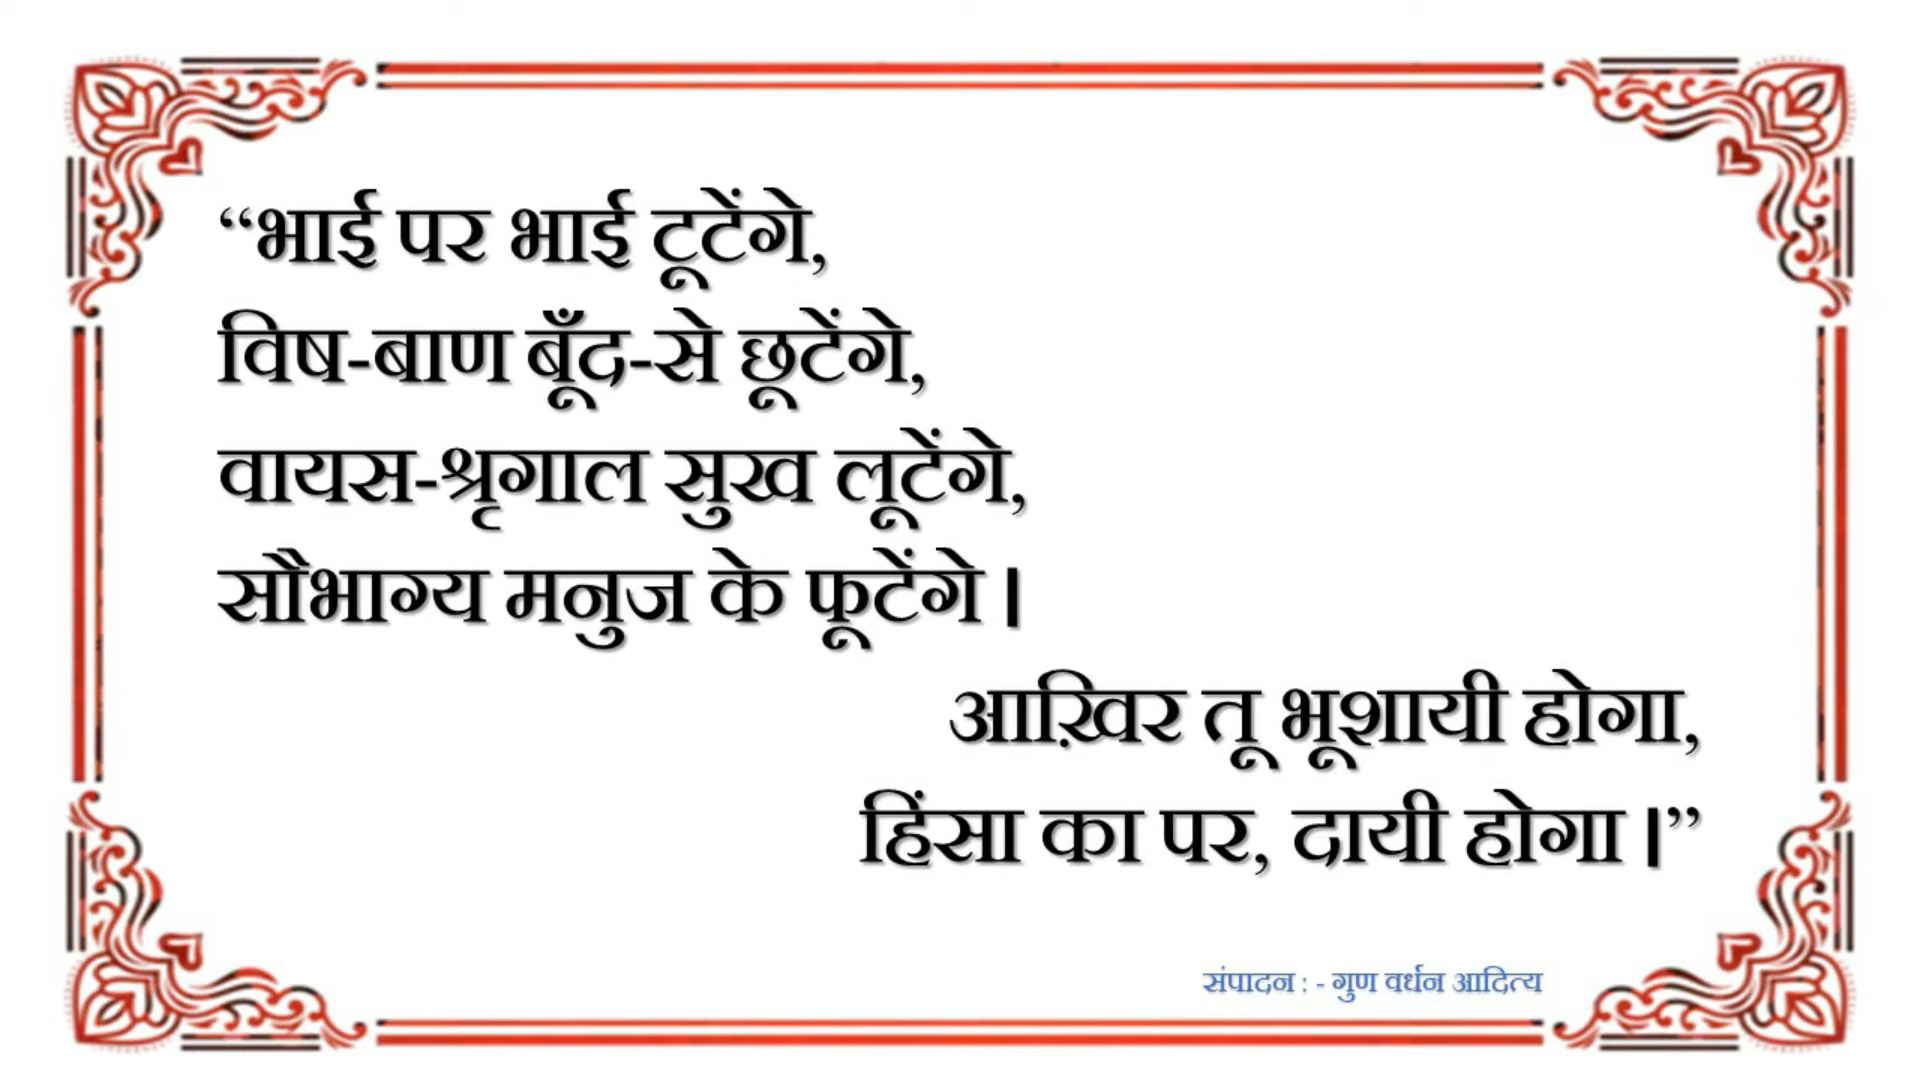 “भाई पर भाई टूटेंगे,
विष-बाण बूँद-से छूटेंगे,
वायस-श्रृगाल सुख लूटेंगे,
सौभाग्य मनुज के फूटेंगे।
आख़िर तू भूशायी होगा,
हिंसा का पर, दायी होगा।”
संपादन : - गुण वर्धन आदित्य